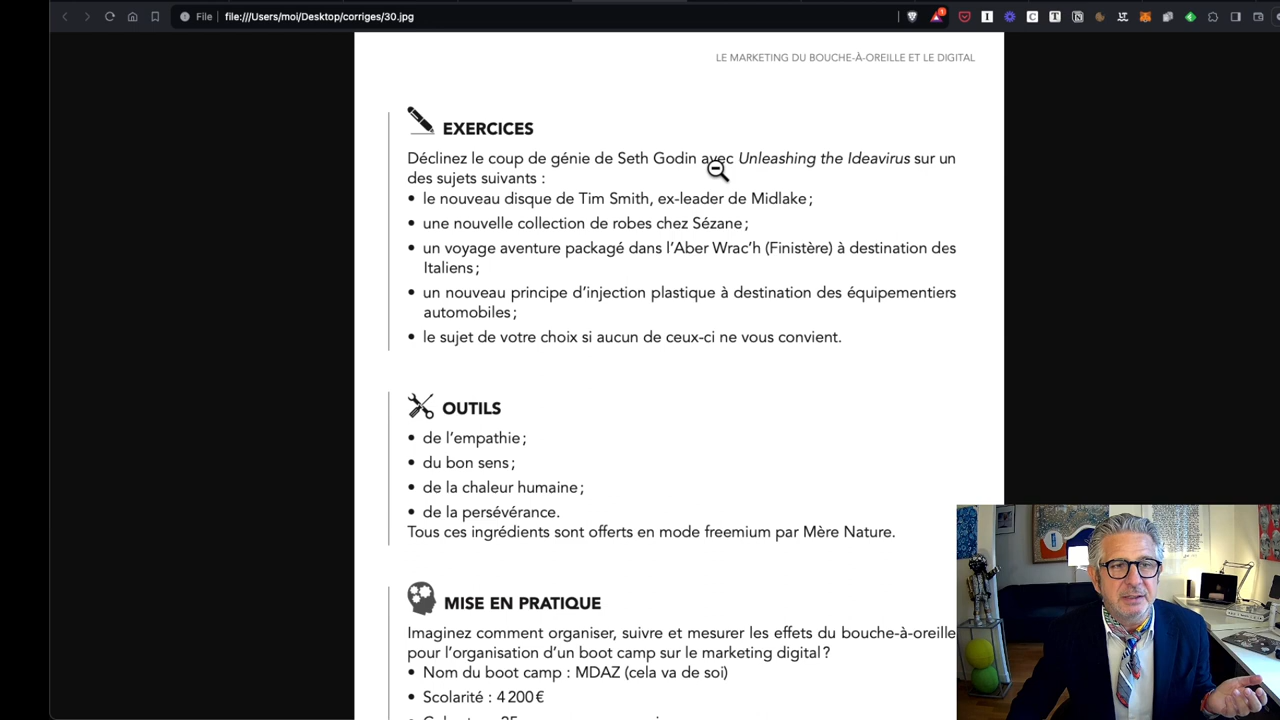 File file:///Users/moi/Desktop/corriges/30.jpg
LE MARKETING DU BOUCHE-À-OREILLE ET LE DIGITAL
EXERCICES
Déclinez le coup de génie de Seth Godin avec Unleashing the Ideavirus sur un
des sujets suivants :
• le nouveau disque de Tim Smith, ex-leader de Midlake ;
• une nouvelle collection de robes chez Sézane ;
• un voyage aventure packagé dans l’Aber Wrac’h (Finistère) à destination des
Italiens ;
• un nouveau principe d’injection plastique à destination des équipementiers
automobiles ;
• le sujet de votre choix si aucun de ceux-ci ne vous convient.
OUTILS
• de l’empathie ;
• du bon sens ;
• de la chaleur humaine ;
• de la persévérance.
Tous ces ingrédients sont offerts en mode freemium par Mère Nature.
MISE EN PRATIQUE
Imaginez comment organiser, suivre et mesurer les effets du bouche-à-oreille
pour l’organisation d’un boot camp sur le marketing digital ?
• Nom du boot camp : MDAZ (cela va de soi)
• Scolarité : 4 200 €